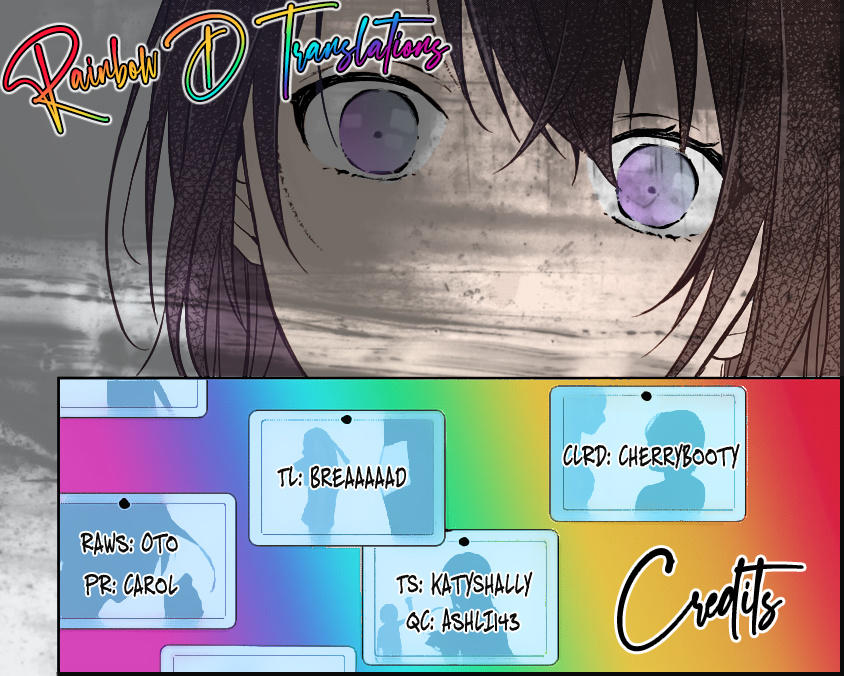 Rainbow D Translations
TL: BREAAAAAD
CLRD: CHERRYBOOTY
RAWS: OTO
PR: CAROL
TS: KATYSHALLY
QC: ASHLI143
Credits